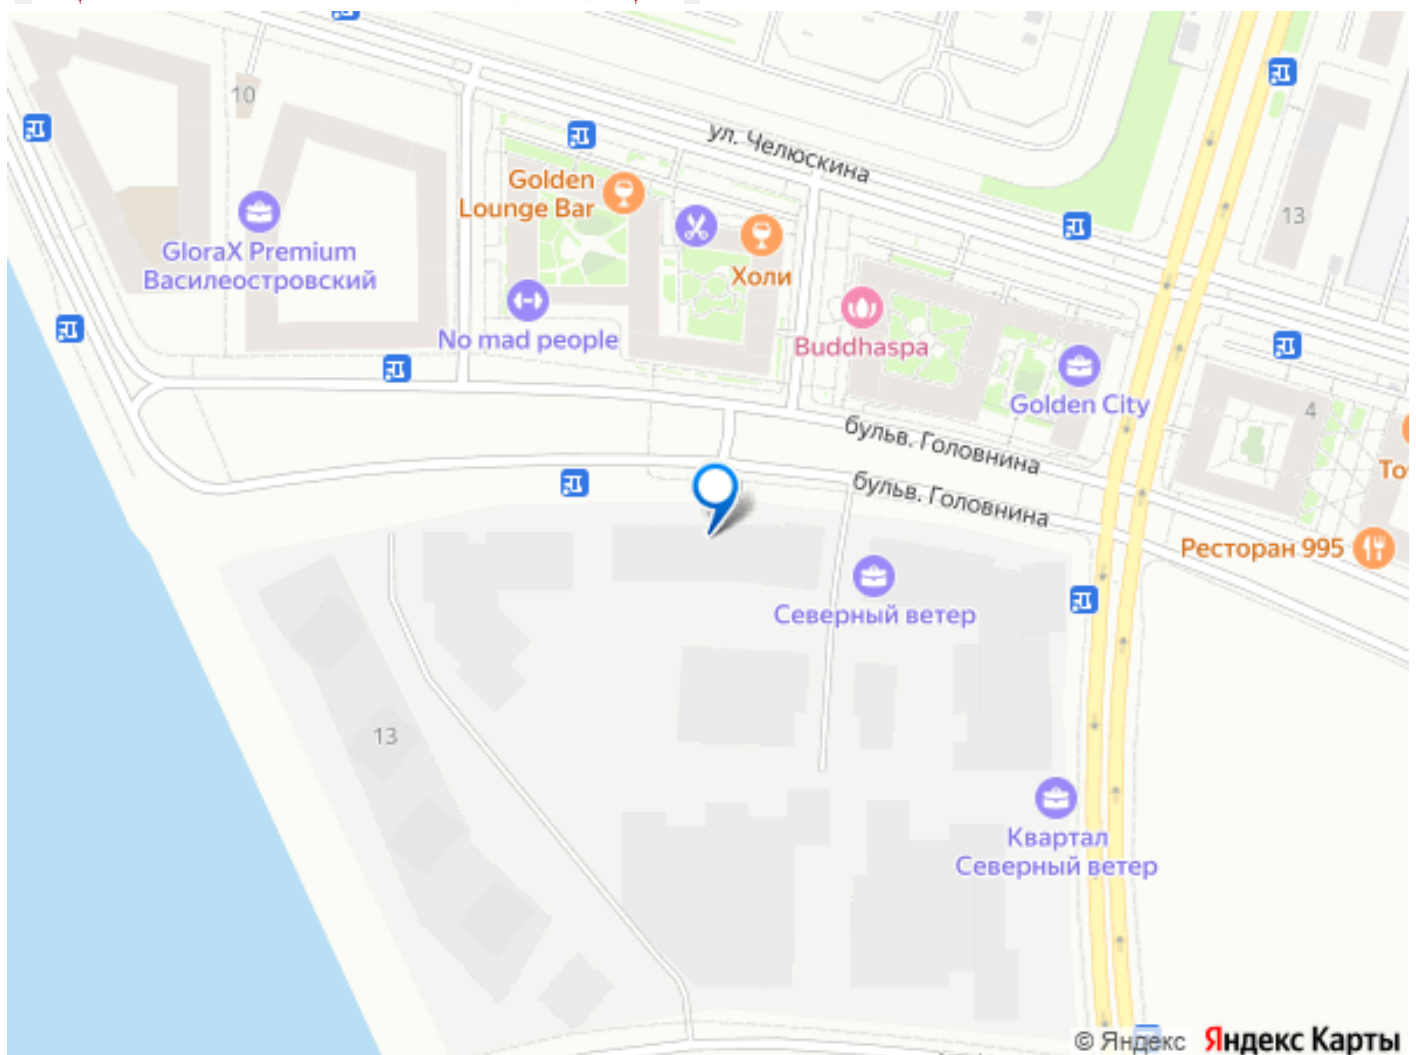 10
ул. Челюскина
Golden
Lounge Bar
13
GloraX Premium
Василеостровский
Холи
No mad people
Buddhaspa
Golden City
4
бульв. Головнина
То
бульв. Головнина
Ресторан 995
Северный ветер
13
Квартал
Северный ветер
© Яндекс Яндекс Карты